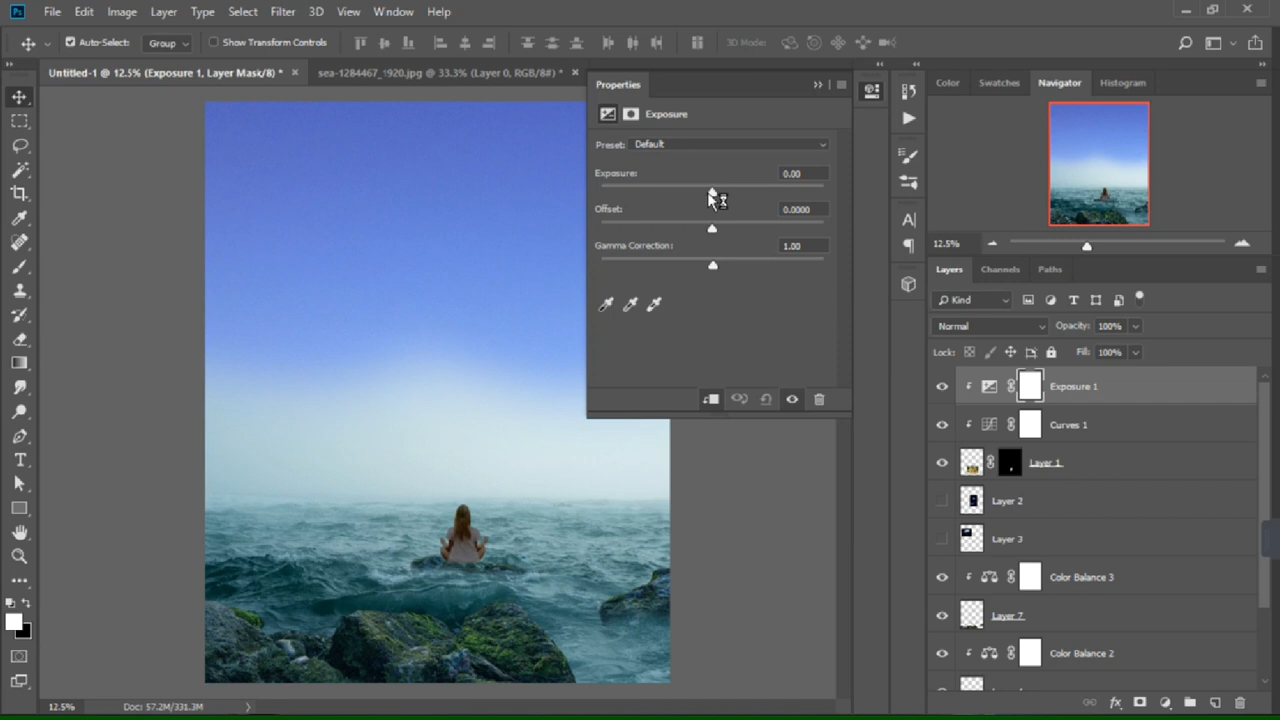 Ps File Edit Image Layer Type Select Filter 3D View Window Help
Auto-Select: Group Show Transform Controls 3D Mode:
Untitled-1 @ 12.5% (Exposure 1, Layer Mask/8) * × sea-1284467_1920.jpg @ 33.3% (Layer 0, RGB/8#) * ×
Properties
Exposure
Preset: Default
Exposure: 0.00
Offset: 0.0000
Gamma Correction: 1.00
Color Swatches Navigator Histogram
12.5%
Layers Channels Paths
Kind
Normal Opacity: 100%
Lock: Fill: 100%
Exposure 1
Curves 1
Layer 1
Layer 2
Layer 3
Color Balance 3
Layer 7
Color Balance 2
12.5% Doc: 57.2M/331.3M